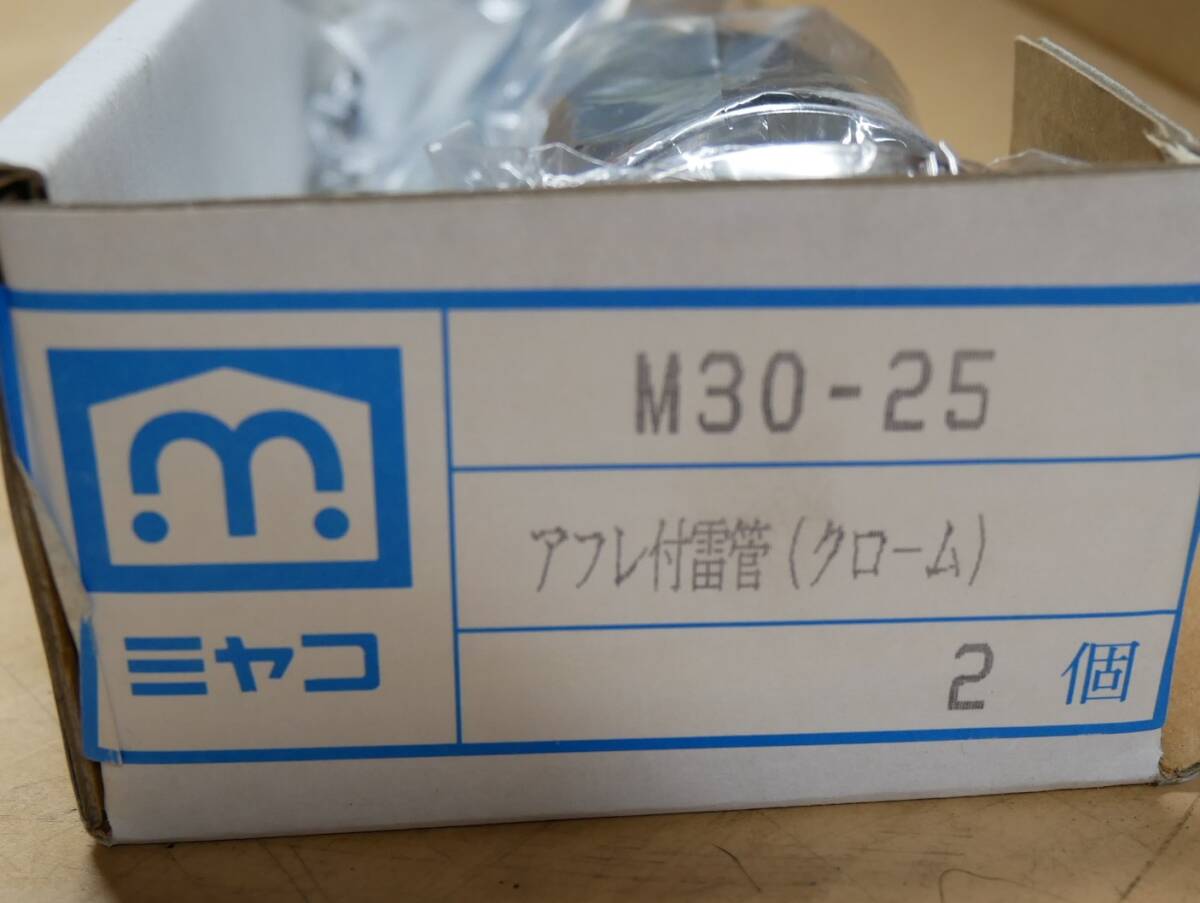 M30-25
アフレ付雷管(クローム)
2 個
ミヤコ